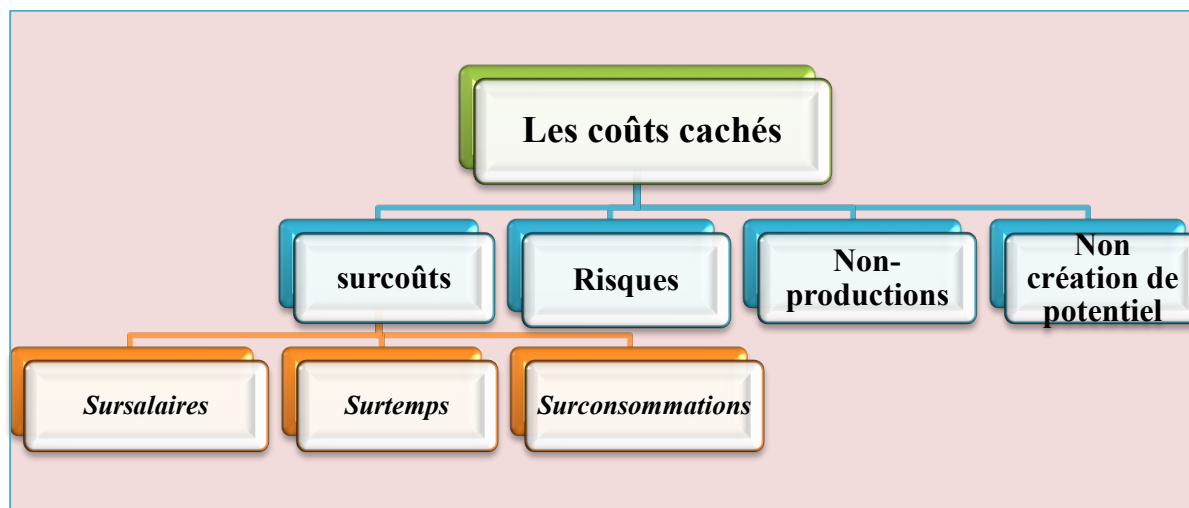 Les coûts cachés
surcoûts
Risques
Non-
productions
Non
création de
potentiel
Sursalaires
Surtemps
Surconsommations